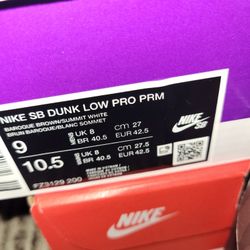 NIKE SB DUNK LOW PRO PRM
BAROQUE BROWN/SUMMIT WHITE
BRUN BAROQUE/BLANC SOMMET
9 UK 8 CM 27
BR 40.5 EUR 42.5
10.5 UK 8 CM 27.5
BR 40.5 EUR 42.5
FZ3129 200
NIKE SB
NIKE